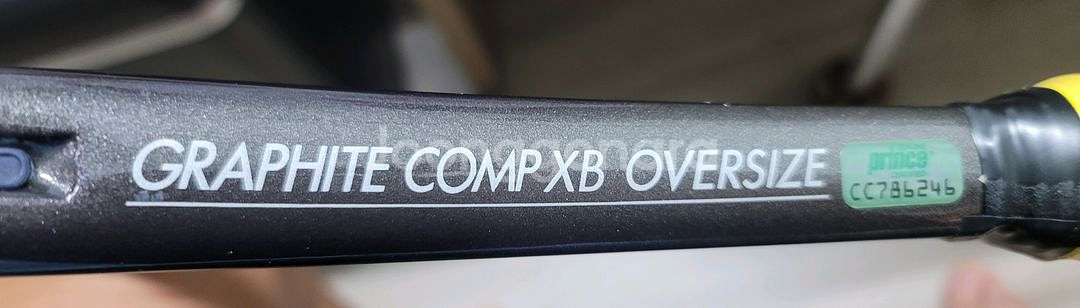 GRAPHITE COMP XB OVERSIZE
prince
CC786246